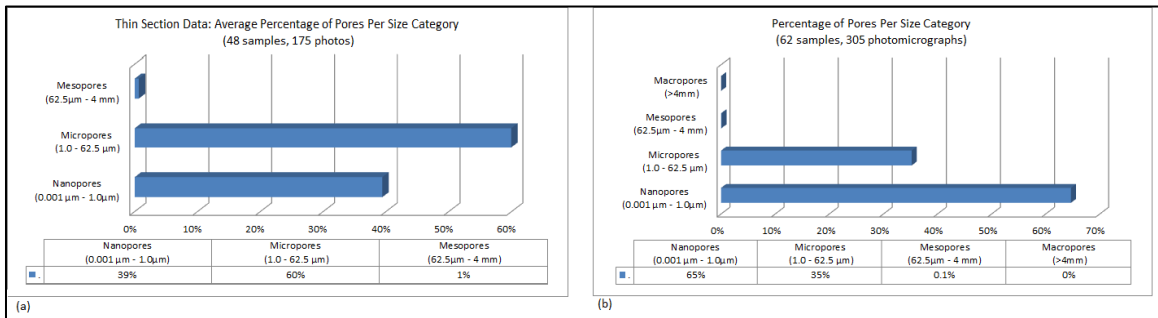 Thin Section Data: Average Percentage of Pores Per Size Category
(48 samples, 175 photos)
Mesopores
(62.5µm - 4 mm)
Micropores
(1.0 - 62.5 µm)
Nanopores
(0.001 µm - 1.0µm)
0% 10% 20% 30% 40% 50% 60%
Nanopores Micropores Mesopores
(0.001 µm - 1.0µm) (1.0 - 62.5 µm) (62.5µm - 4 mm)
. 39% 60% 1%
(a)
Percentage of Pores Per Size Category
(62 samples, 305 photomicrographs)
Macropores
(>4mm)
Mesopores
(62.5µm - 4 mm)
Micropores
(1.0 - 62.5 µm)
Nanopores
(0.001 µm - 1.0µm)
0% 10% 20% 30% 40% 50% 60% 70%
Nanopores Micropores Mesopores Macropores
(0.001 µm - 1.0µm) (1.0 - 62.5 µm) (62.5µm - 4 mm) (>4mm)
. 65% 35% 0.1% 0%
(b)